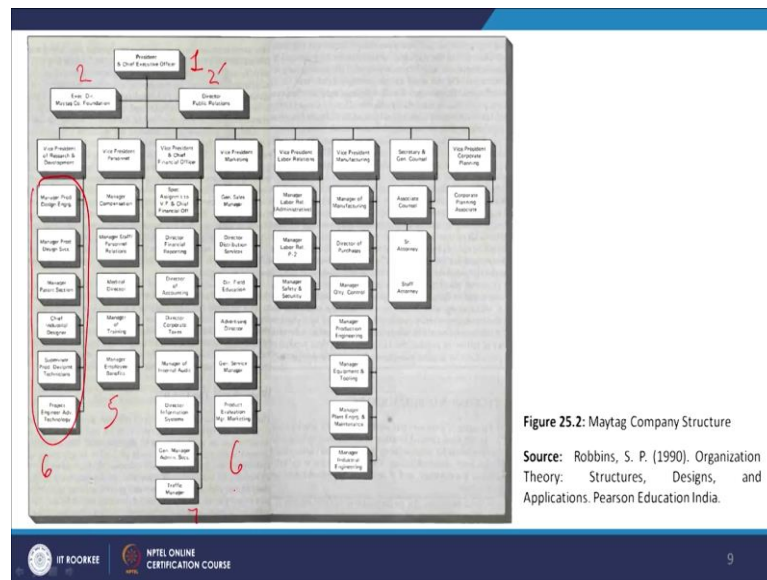 President
& Chief Executive Officer
1
2
2'
Exec. Dir.
Maytag Co. Foundation
Director
Public Relations
Vice President
of Research &
Development
Vice President
Personnel
Vice President
& Chief
Financial Officer
Vice President
Marketing
Vice President
Labor Relations
Vice President
Manufacturing
Secretary &
Gen. Counsel
Vice President
Corporate
Planning
Manager Prod.
Design Engrg.
Manager Prod.
Design Svcs.
Manager
Patent Section
Chief
Industrial
Designer
Supervisor
Prod. Devlpmt
Technicians
Project
Engineer Adv.
Technology
6
Manager
Compensation
Manager Staff/
Personnel
Relations
Medical
Director
Manager
of
Training
Manager
Employee
Benefits
5
Spec.
Assignments
V.P. & Chief
Financial Off.
Director
Financial
Reporting
Director
of
Accounting
Director
Corporate
Taxes
Manager of
Internal Audit
Director
Information
Systems
Gen. Manager
Admin. Svcs.
Traffic
Manager
7
Gen. Sales
Manager
Director
Distribution
Services
Dir. Field
Education
Advertising
Director
Gen. Service
Manager
Product
Evaluation
Mgr. Marketing
6
Manager
Labor Rel.
(Administration)
Manager
Labor Rel.
P-2
Manager
Safety &
Security
Manager of
Manufacturing
Director of
Purchases
Manager
Qlty. Control
Manager
Production
Engineering
Manager
Equipment &
Tooling
Manager
Plant Engrg. &
Maintenance
Manager
Industrial
Engineering
Associate
Counsel
Sr.
Attorney
Staff
Attorney
Corporate
Planning
Associate
Figure 25.2: Maytag Company Structure
Source: Robbins, S. P. (1990). Organization
Theory: Structures, Designs, and
Applications. Pearson Education India.
IIT ROORKEE
NPTEL ONLINE
CERTIFICATION COURSE
9